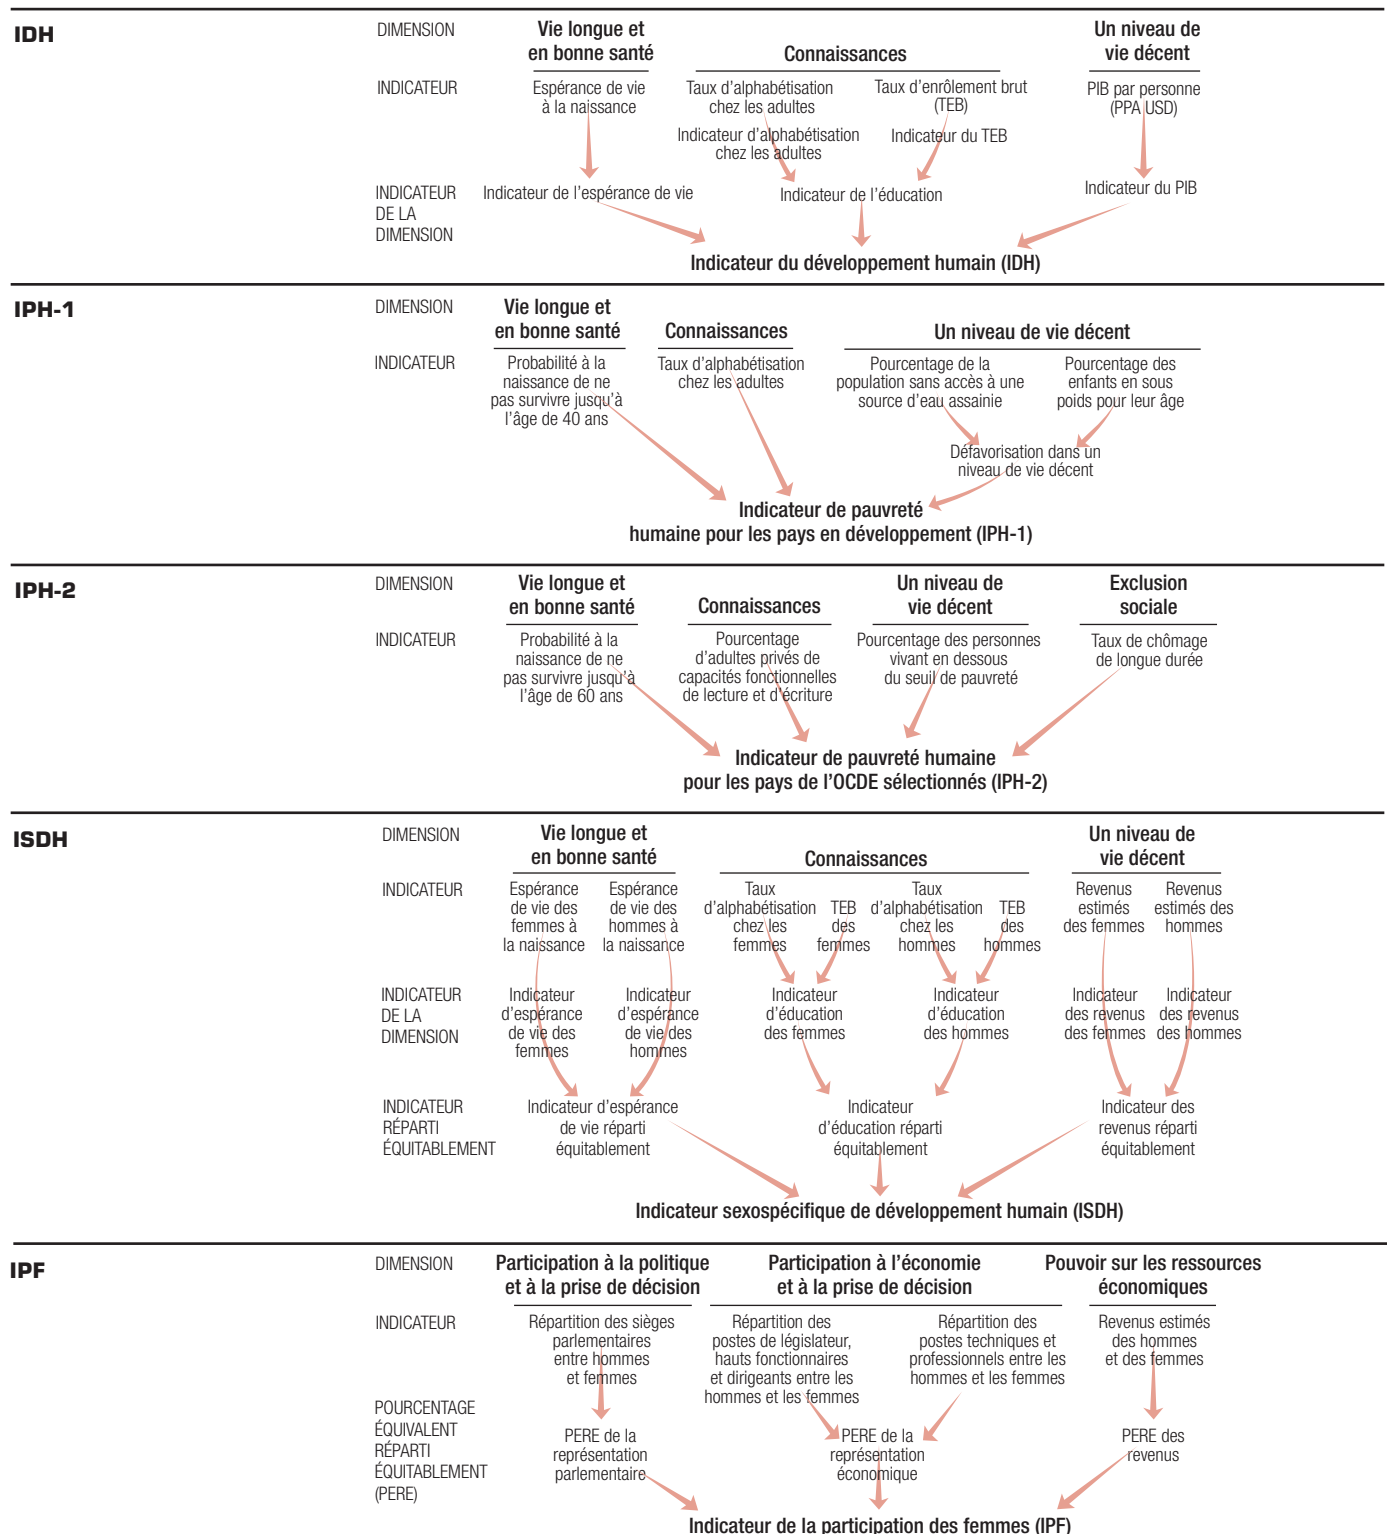 IDH
DIMENSION
Vie longue et
en bonne santé
Connaissances
Un niveau de
vie décent
INDICATEUR
Espérance de vie
à la naissance
Taux d'alphabétisation
chez les adultes
Taux d'enrôlement brut
(TEB)
PIB par personne
(PPA USD)
Indicateur d'alphabétisation
chez les adultes
Indicateur du TEB
INDICATEUR
DE LA
DIMENSION
Indicateur de l'espérance de vie
Indicateur de l'éducation
Indicateur du PIB
Indicateur du développement humain (IDH)
IPH-1
DIMENSION
Vie longue et
en bonne santé
Connaissances
Un niveau de vie décent
INDICATEUR
Probabilité à la
naissance de ne
pas survivre jusqu'à
l'âge de 40 ans
Taux d'alphabétisation
chez les adultes
Pourcentage de la
population sans accès à une
source d'eau assainie
Pourcentage des
enfants en sous
poids pour leur âge
Défavorisation dans un
niveau de vie décent
Indicateur de pauvreté
humaine pour les pays en développement (IPH-1)
IPH-2
DIMENSION
Vie longue et
en bonne santé
Connaissances
Un niveau de
vie décent
Exclusion
sociale
INDICATEUR
Probabilité à la
naissance de ne
pas survivre jusqu'à
l'âge de 60 ans
Pourcentage
d'adultes privés de
capacités fonctionnelles
de lecture et d'écriture
Pourcentage des personnes
vivant en dessous
du seuil de pauvreté
Taux de chômage
de longue durée
Indicateur de pauvreté humaine
pour les pays de l'OCDE sélectionnés (IPH-2)
ISDH
DIMENSION
Vie longue et
en bonne santé
Connaissances
Un niveau de
vie décent
INDICATEUR
Espérance
de vie des
femmes à
la naissance
Espérance
de vie des
hommes à
la naissance
Taux
d'alphabétisation
chez les
femmes
TEB
des
femmes
Taux
d'alphabétisation
chez les
hommes
TEB
des
hommes
Revenus
estimés
des femmes
Revenus
estimés des
hommes
INDICATEUR
DE LA
DIMENSION
Indicateur
d'espérance
de vie des
femmes
Indicateur
d'espérance
de vie des
hommes
Indicateur
d'éducation
des femmes
Indicateur
d'éducation
des hommes
Indicateur
des revenus
des femmes
Indicateur
des revenus
des hommes
INDICATEUR
RÉPARTI
ÉQUITABLEMENT
Indicateur d'espérance
de vie réparti
équitablement
Indicateur
d'éducation réparti
équitablement
Indicateur des
revenus réparti
équitablement
Indicateur sexospécifique de développement humain (ISDH)
IPF
DIMENSION
Participation à la politique
et à la prise de décision
Participation à l'économie
et à la prise de décision
Pouvoir sur les ressources
économiques
INDICATEUR
Répartition des sièges
parlementaires
entre hommes
et femmes
Répartition des
postes de législateur,
hauts fonctionnaires
et dirigeants entre les
hommes et les femmes
Répartition des
postes techniques et
professionnels entre les
hommes et les femmes
Revenus estimés
des hommes
et des femmes
POURCENTAGE
ÉQUIVALENT
RÉPARTI
ÉQUITABLEMENT
(PERE)
PERE de la
représentation
parlementaire
PERE de la
représentation
économique
PERE des
revenus
Indicateur de la participation des femmes (IPF)